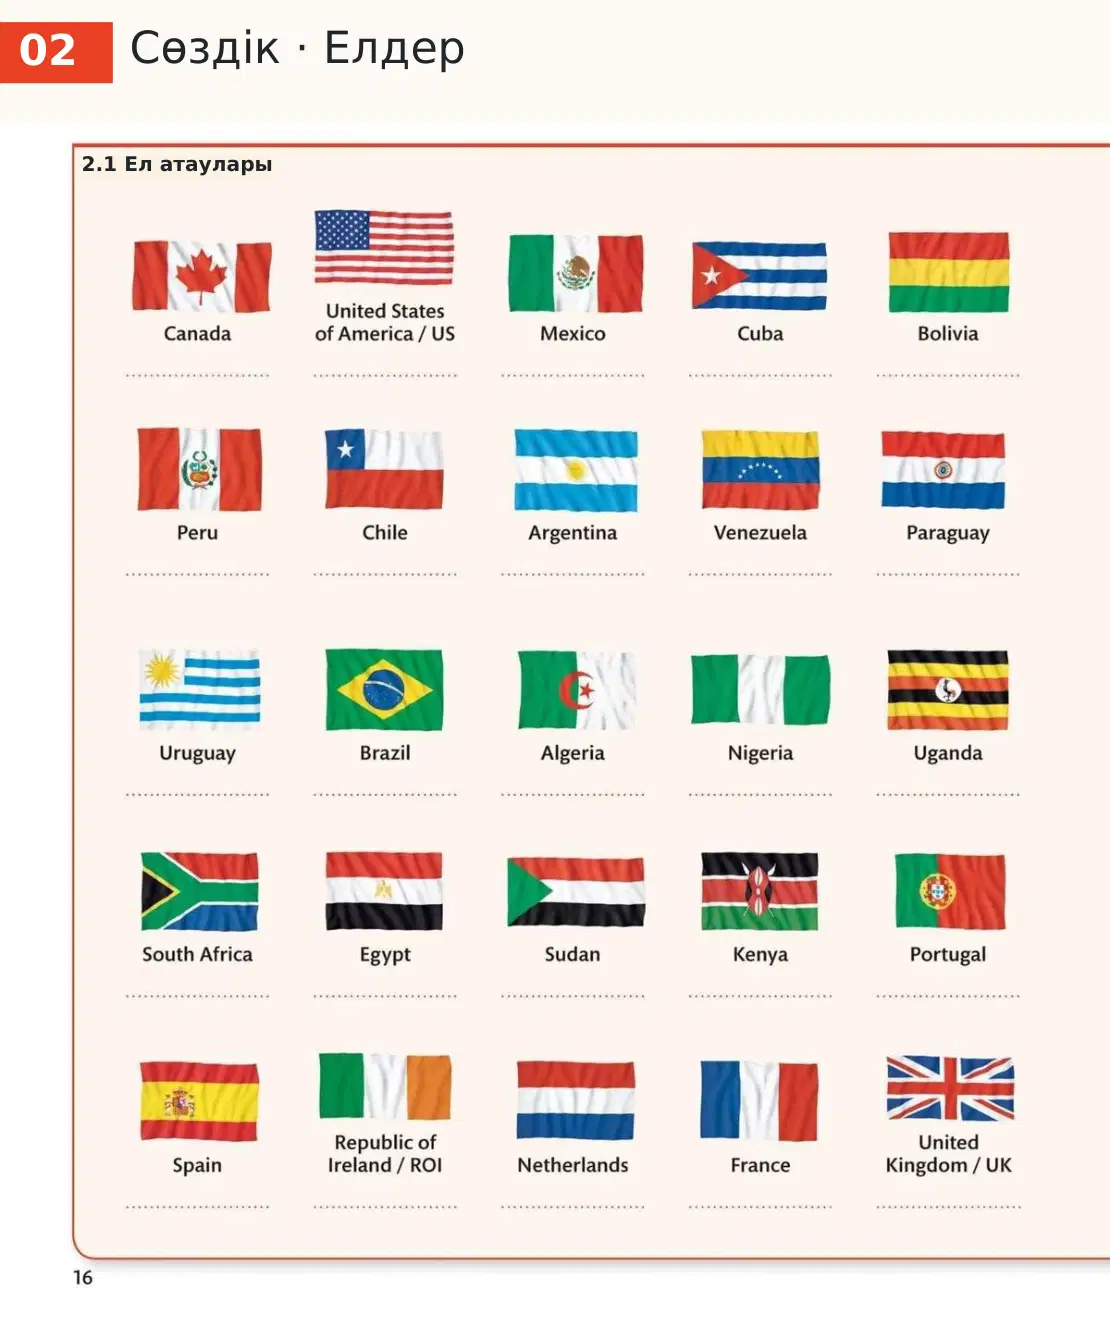 02 Сөздік · Елдер
2.1 Ел атаулары
Canada
United States
of America / US
Mexico
Cuba
Bolivia
Peru
Chile
Argentina
Venezuela
Paraguay
Uruguay
Brazil
Algeria
Nigeria
Uganda
South Africa
Egypt
Sudan
Kenya
Portugal
Spain
Republic of
Ireland / ROI
Netherlands
France
United
Kingdom / UK
16